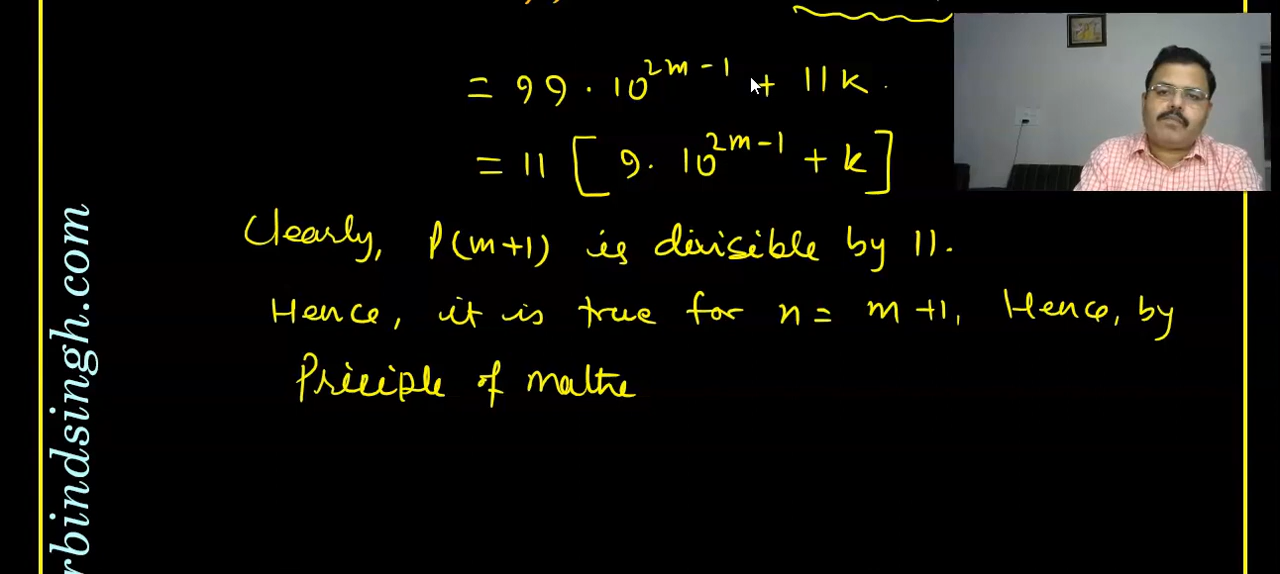 = 99 · 10^{2m-1} + 11k.
= 11 [9 · 10^{2m-1} + k]
Clearly, P(m+1) is divisible by 11.
Hence, it is true for n = m+1, Hence, by
Priciple of mathe
rbindsingh.com